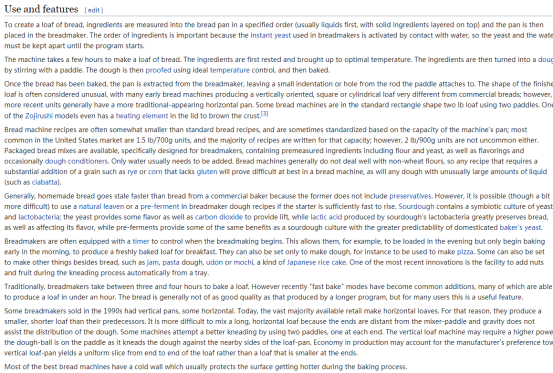 Use and features [ edit ]
To create a loaf of bread, ingredients are measured into the bread pan in a specified order (usually liquids first, with solid ingredients layered on top) and the pan is then
placed in the breadmaker. The order of ingredients is important because the instant yeast used in breadmakers is activated by contact with water, so the yeast and the wate
must be kept apart until the program starts.
The machine takes a few hours to make a loaf of bread. The ingredients are first rested and brought up to optimal temperature. The ingredients are then turned into a doug
by stirring with a paddle. The dough is then proofed using ideal temperature control, and then baked.
Once the bread has been baked, the pan is extracted from the breadmaker, leaving a small indentation or hole from the rod the paddle attaches to. The shape of the finishe
loaf is often considered unusual, with many early bread machines producing a vertically oriented, square or cylindrical loaf very different from commercial breads; however,
more recent units generally have a more traditional-appearing horizontal pan. Some bread machines are in the standard rectangle shape two lb loaf using two paddles. One
of the Zojirushi models even has a heating element in the lid to brown the crust.[3]
Bread machine recipes are often somewhat smaller than standard bread recipes, and are sometimes standardized based on the capacity of the machine's pan; most
common in the United States market are 1.5 lb/700g units, and the majority of recipes are written for that capacity; however, 2 lb/900g units are not uncommon either.
Packaged bread mixes are available, specifically designed for breadmakers, containing premeasured ingredients including flour and yeast, as well as flavorings and
occasionally dough conditioners. Only water usually needs to be added. Bread machines generally do not deal well with non-wheat flours, so any recipe that requires a
substantial addition of a grain such as rye or corn that lacks gluten will prove difficult at best in a bread machine, as will any dough with unusually large amounts of liquid
(such as ciabatta).
Generally, homemade bread goes stale faster than bread from a commercial baker because the former does not include preservatives. However, it is possible (though a bit
more difficult) to use a natural leaven or a pre-ferment in breadmaker dough recipes if the starter is sufficiently fast to rise. Sourdough contains a symbiotic culture of yeast
and lactobacteria; the yeast provides some flavor as well as carbon dioxide to provide lift, while lactic acid produced by sourdough's lactobacteria greatly preserves bread,
as well as affecting its flavor, while pre-ferments provide some of the same benefits as a sourdough culture with the greater predictability of domesticated baker's yeast.
Breadmakers are often equipped with a timer to control when the breadmaking begins. This allows them, for example, to be loaded in the evening but only begin baking
early in the morning, to produce a freshly baked loaf for breakfast. They can also be set only to make dough, for instance to be used to make pizza. Some can also be set
to make other things besides bread, such as jam, pasta dough, udon or mochi, a kind of Japanese rice cake. One of the most recent innovations is the facility to add nuts
and fruit during the kneading process automatically from a tray.
Traditionally, breadmakers take between three and four hours to bake a loaf. However recently "fast bake" modes have become common additions, many of which are able
to produce a loaf in under an hour. The bread is generally not of as good quality as that produced by a longer program, but for many users this is a useful feature.
Some breadmakers sold in the 1990s had vertical pans, some horizontal. Today, the vast majority available retail make horizontal loaves. For that reason, they produce a
smaller, shorter loaf than their predecessors. It is more difficult to mix a long, horizontal loaf because the ends are distant from the mixer-paddle and gravity does not
assist the distribution of the dough. Some machines attempt a better kneading by using two paddles, one at each end. The vertical loaf machine may require a higher powe
the dough-ball is on the paddle as it kneads the dough against the nearby sides of the loaf-pan. Economy in production may account for the manufacturer's preference tow
vertical loaf-pan yields a uniform slice from end to end of the loaf rather than a loaf that is smaller at the ends.
Most of the best bread machines have a cold wall which usually protects the surface getting hotter during the baking process.